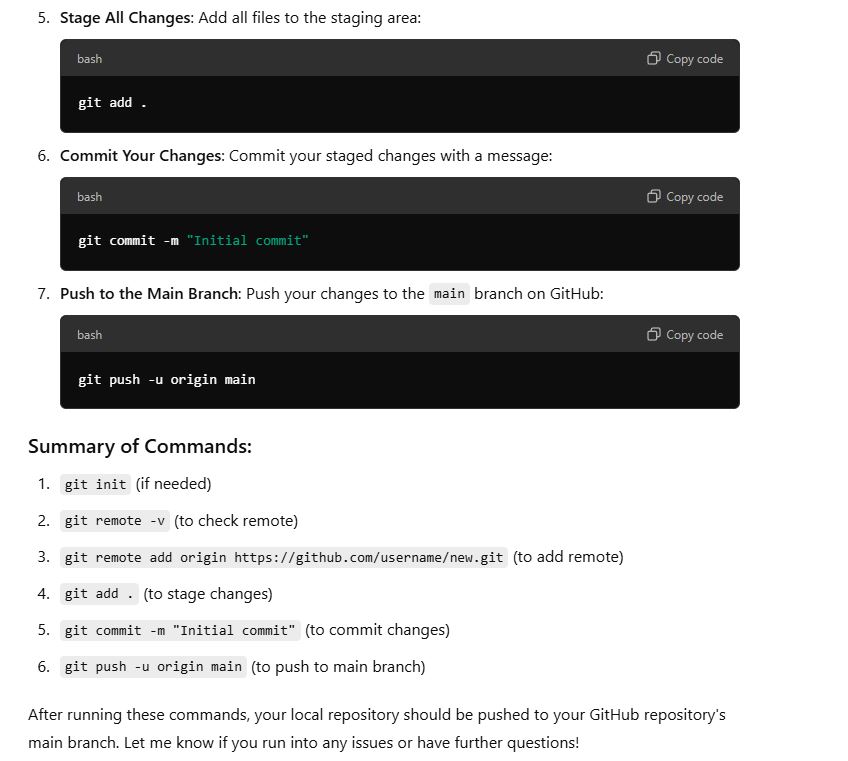 5. Stage All Changes: Add all files to the staging area:
bash Copy code
git add .
6. Commit Your Changes: Commit your staged changes with a message:
bash Copy code
git commit -m "Initial commit"
7. Push to the Main Branch: Push your changes to the main branch on GitHub:
bash Copy code
git push -u origin main
Summary of Commands:
1. git init (if needed)
2. git remote -v (to check remote)
3. git remote add origin https://github.com/username/new.git (to add remote)
4. git add . (to stage changes)
5. git commit -m "Initial commit" (to commit changes)
6. git push -u origin main (to push to main branch)
After running these commands, your local repository should be pushed to your GitHub repository's
main branch. Let me know if you run into any issues or have further questions!